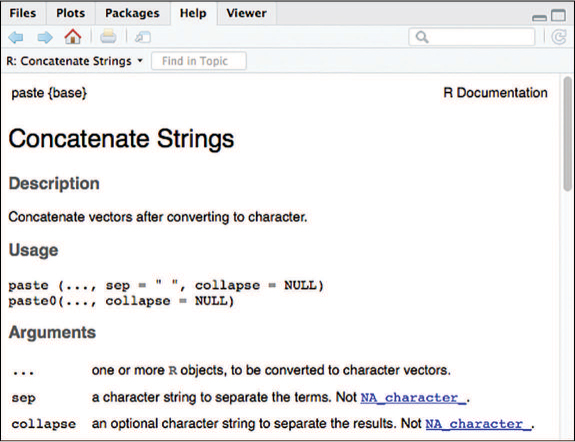 Files Plots Packages Help Viewer
R: Concatenate Strings Find in Topic
paste {base} R Documentation
Concatenate Strings
Description
Concatenate vectors after converting to character.
Usage
paste (..., sep = " ", collapse = NULL)
paste0(..., collapse = NULL)
Arguments
... one or more R objects, to be converted to character vectors.
sep a character string to separate the terms. Not NA_character_.
collapse an optional character string to separate the results. Not NA_character_.